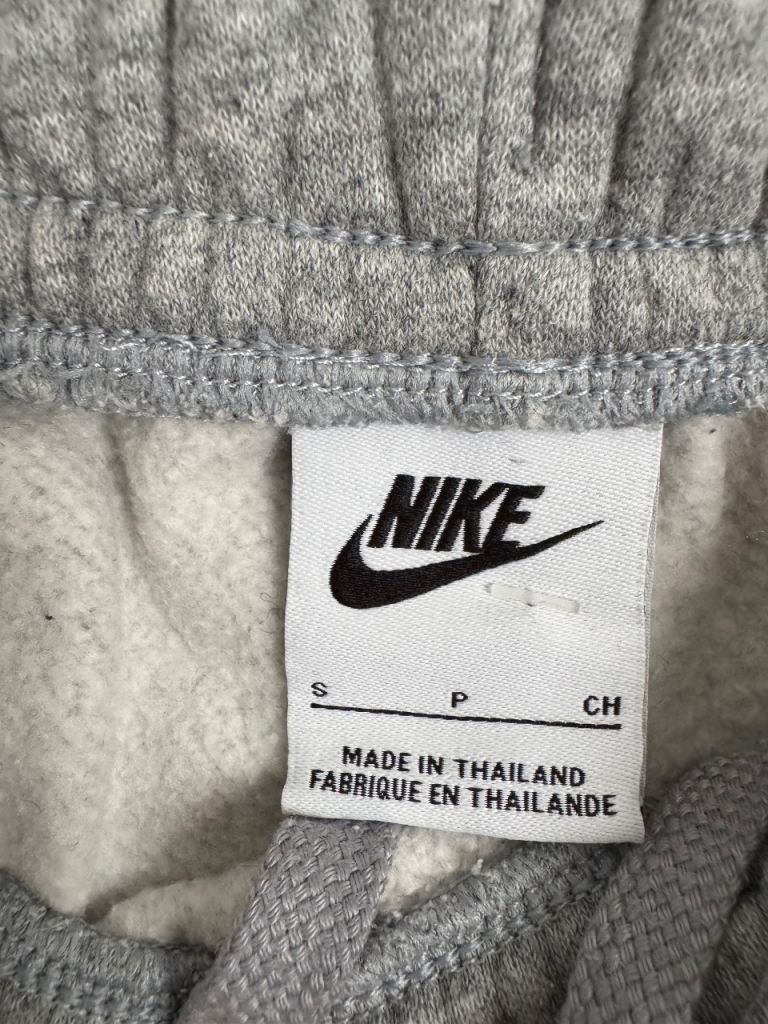 NIKE
S P CH
MADE IN THAILAND
FABRIQUE EN THAILANDE